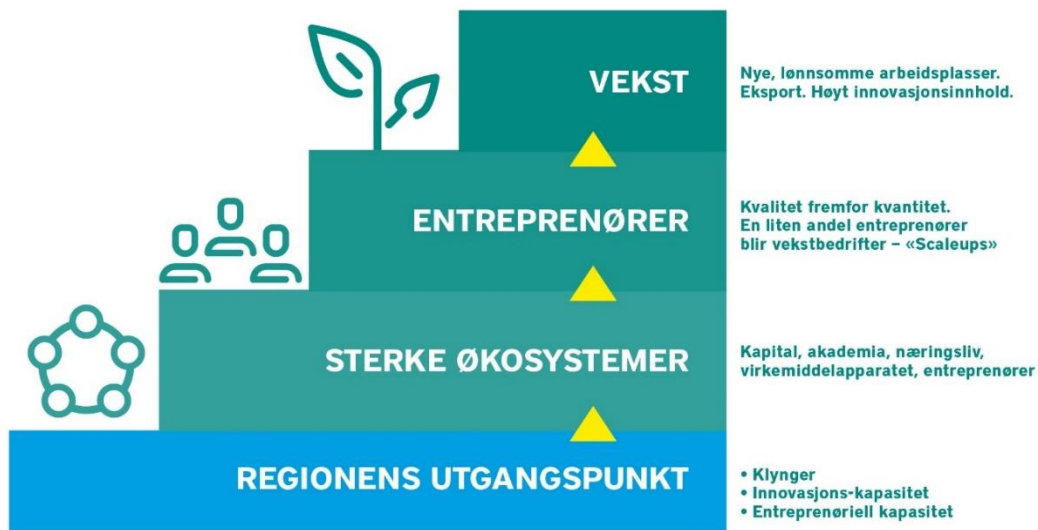 VEKST
Nye, lønnsomme arbeidsplasser.
Eksport. Høyt innovasjonsinnhold.
ENTREPRENØRER
Kvalitet fremfor kvantitet.
En liten andel entreprenører
blir vekstbedrifter – «Scaleups»
STERKE ØKOSYSTEMER
Kapital, akademia, næringsliv,
virkemiddelapparatet, entreprenører
REGIONENS UTGANGSPUNKT
• Klynger
• Innovasjons-kapasitet
• Entreprenøriell kapasitet